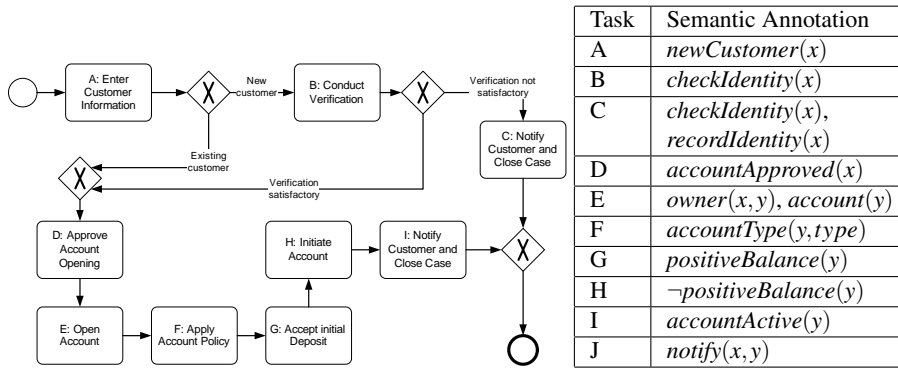 A: Enter
Customer
Information
X
New
customer
B: Conduct
Verification
X
Verification not
satisfactory
C: Notify
Customer and
Close Case
Existing
customer
X
Verification
satisfactory
D: Approve
Account
Opening
H: Initiate
Account
I: Notify
Customer and
Close Case
X
E: Open
Account
F: Apply
Account Policy
G: Accept initial
Deposit
Task Semantic Annotation
A newCustomer(x)
B checkIdentity(x)
C checkIdentity(x),
recordIdentity(x)
D accountApproved(x)
E owner(x,y), account(y)
F accountType(y,type)
G positiveBalance(y)
H ¬positiveBalance(y)
I accountActive(y)
J notify(x,y)